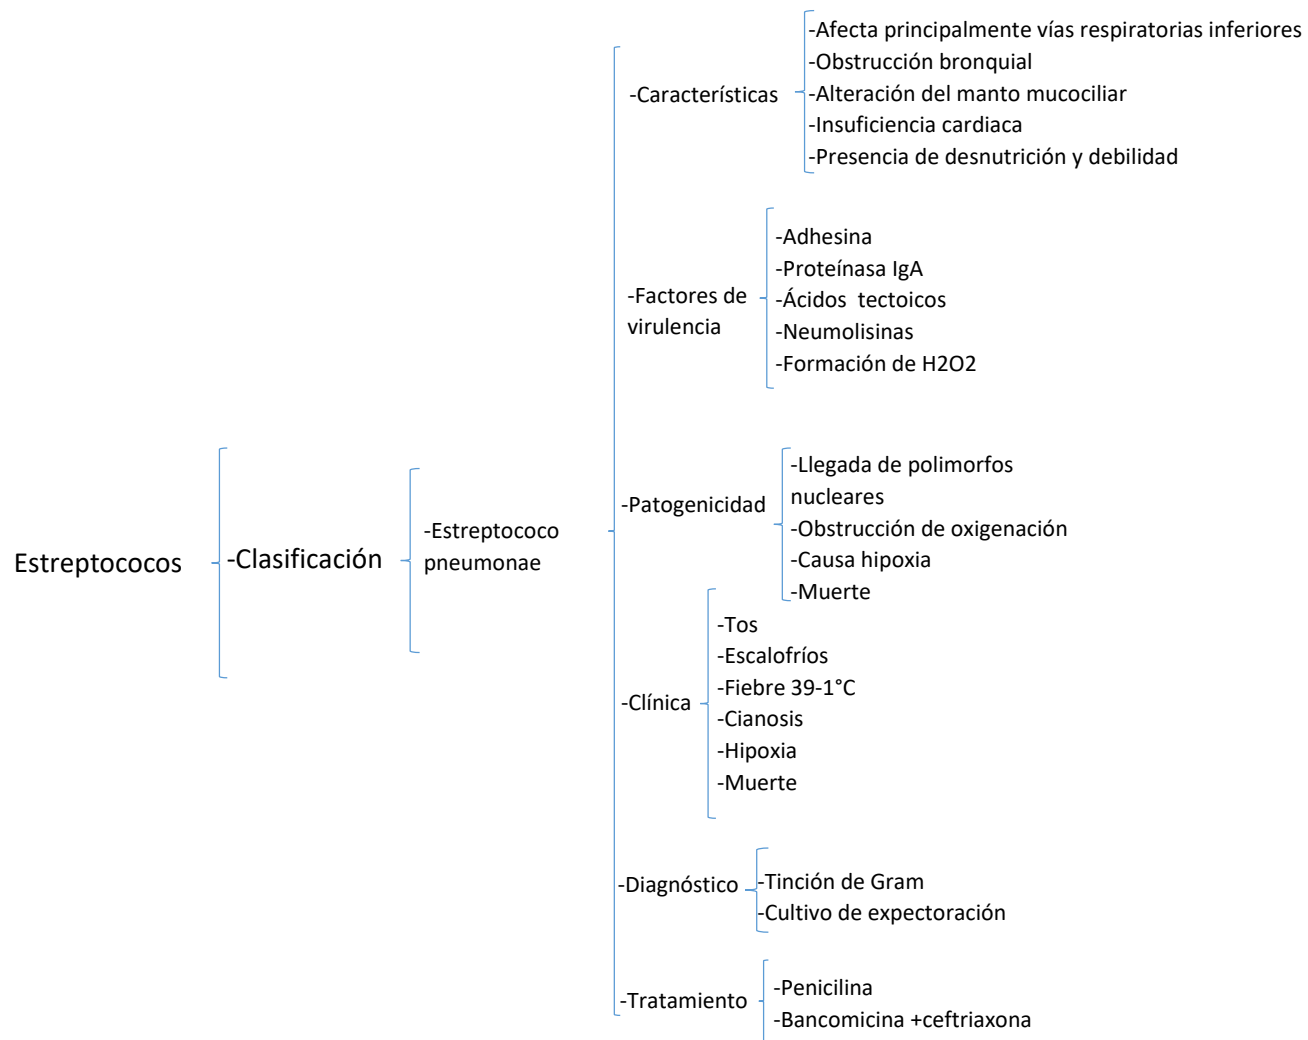 Estreptococos
-Clasificación
-Estreptococo
pneumonae
-Características
-Afecta principalmente vías respiratorias inferiores
-Obstrucción bronquial
-Alteración del manto mucociliar
-Insuficiencia cardiaca
-Presencia de desnutrición y debilidad
-Factores de
virulencia
-Adhesina
-Proteínasa IgA
-Ácidos tectoicos
-Neumolisinas
-Formación de H2O2
-Patogenicidad
-Llegada de polimorfos
nucleares
-Obstrucción de oxigenación
-Causa hipoxia
-Muerte
-Clínica
-Tos
-Escalofríos
-Fiebre 39-1°C
-Cianosis
-Hipoxia
-Muerte
-Diagnóstico
-Tinción de Gram
-Cultivo de expectoración
-Tratamiento
-Penicilina
-Bancomicina +ceftriaxona